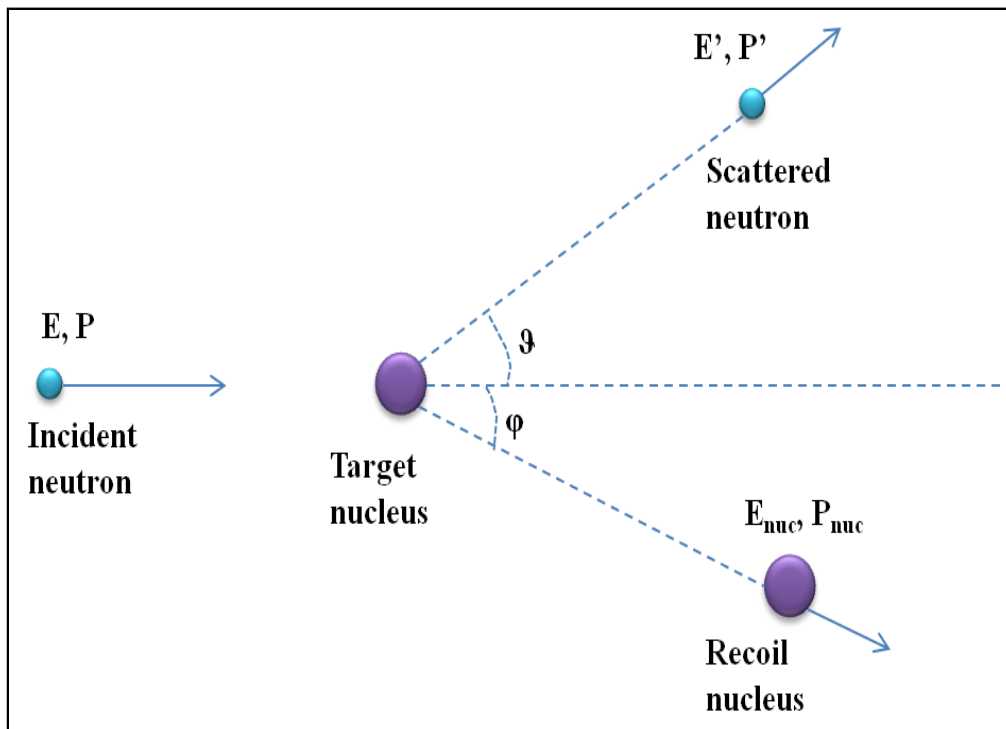 E’, P’
Scattered
neutron
E, P
Incident
neutron
ϑ
φ
Target
nucleus
Eₙᵤ𝒸, Pₙᵤ𝒸
Recoil
nucleus